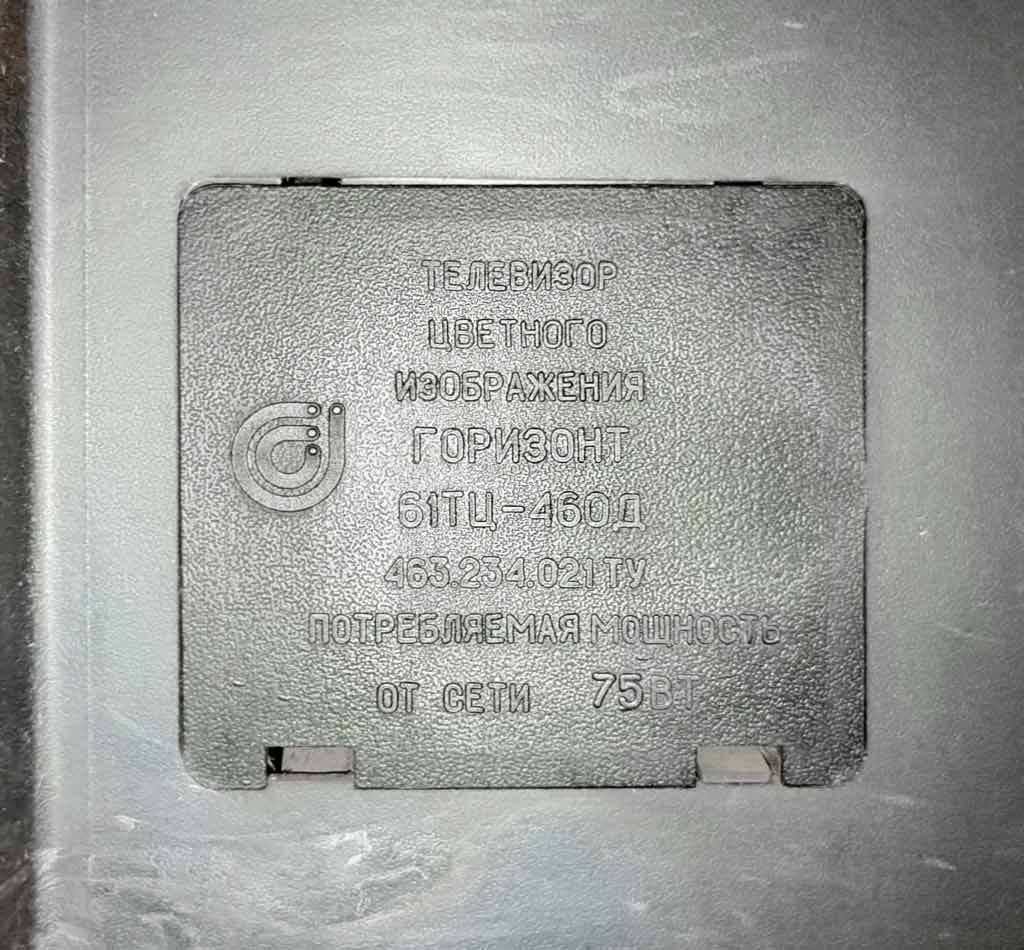 ТЕЛЕВИЗОР
ЦВЕТНОГО
ИЗОБРАЖЕНИЯ
ГОРИЗОНТ
61ТЦ-460Д
463.234.021ТУ
ПОТРЕБЛЯЕМАЯ МОЩНОСТЬ
ОТ СЕТИ 75ВТ